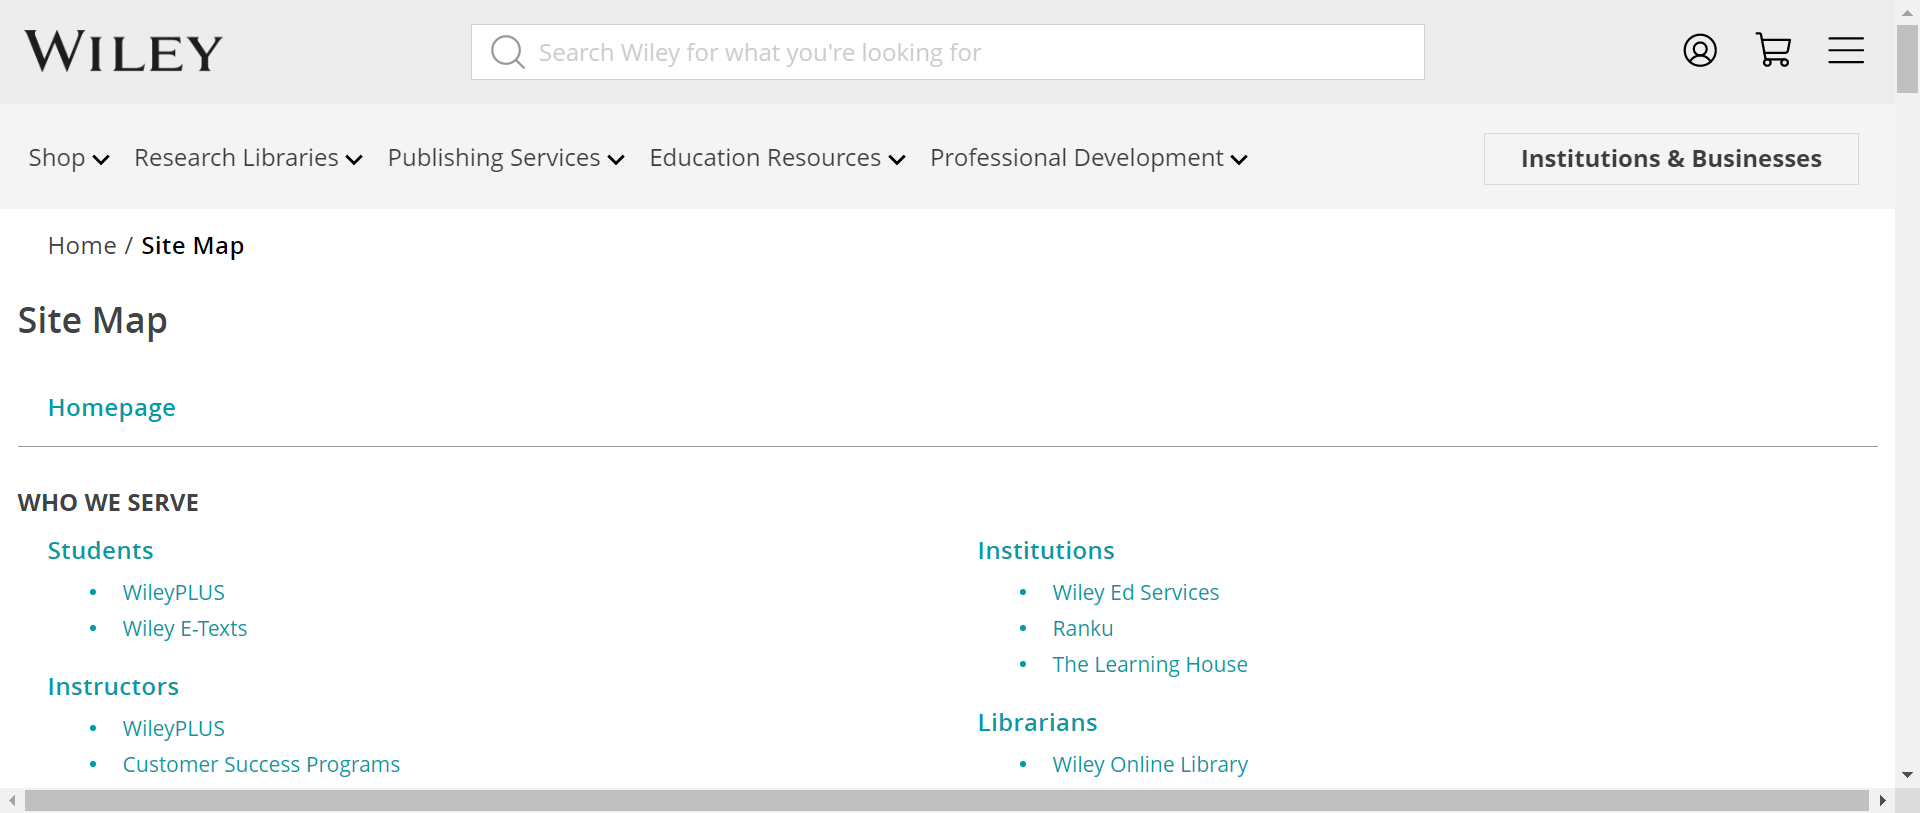 WILEY
Search Wiley for what you're looking for
Shop Research Libraries Publishing Services Education Resources Professional Development Institutions & Businesses
Home / Site Map
Site Map
Homepage
WHO WE SERVE
Students
• WileyPLUS
• Wiley E-Texts
Instructors
• WileyPLUS
• Customer Success Programs
Institutions
• Wiley Ed Services
• Ranku
• The Learning House
Librarians
• Wiley Online Library